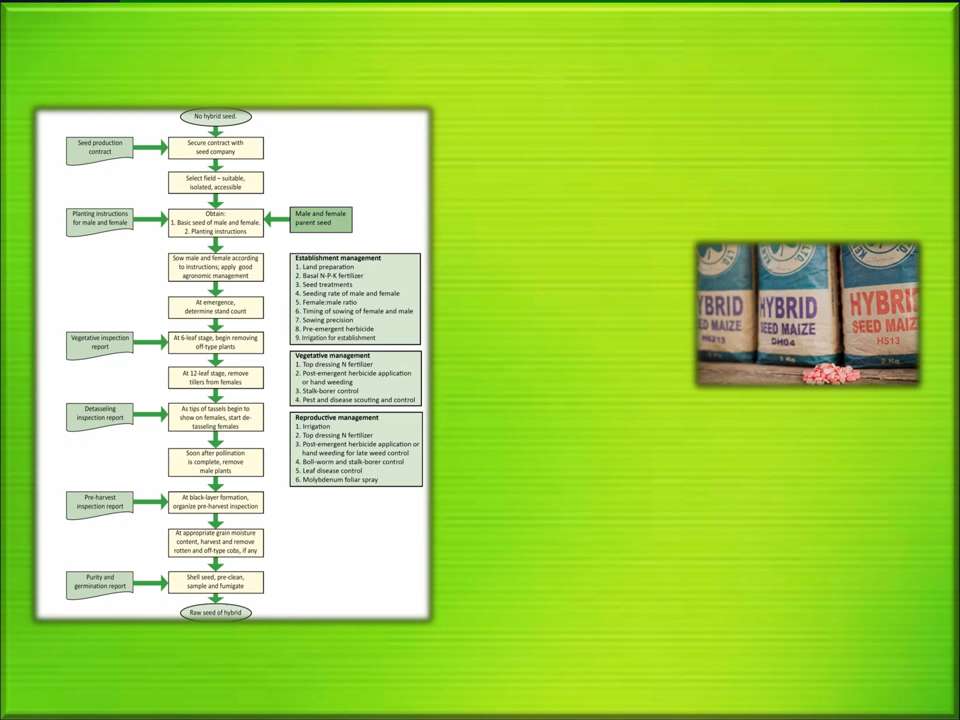 No hybrid seed.
Seed production
contract
Secure contract with
seed company
Select field – suitable,
isolated, accessible
Planting instructions
for male and female
Obtain:
1. Basic seed of male and female.
2. Planting instructions
Male and female
parent seed
Sow male and female according
to instructions; apply good
agronomic management
At emergence,
determine stand count
Vegetative inspection
report
At 6-leaf stage, begin removing
off-type plants
At 12-leaf stage, remove
tillers from females
Detasseling
inspection report
As tips of tassels begin to
show on females, start de-
tasseling females
Soon after pollination
is complete, remove
male plants
Pre-harvest
inspection report
At black-layer formation,
organize pre-harvest inspection
At appropriate grain moisture
content, harvest and remove
rotten and off-type cobs, if any
Purity and
germination report
Shell seed, pre-clean,
sample and fumigate
Raw seed of hybrid
Establishment management
1. Land preparation
2. Basal N-P-K fertilizer
3. Seed treatments
4. Seeding rate of male and female
5. Female:male ratio
6. Timing of sowing of female and male
7. Sowing precision
8. Pre-emergent herbicide
9. Irrigation for establishment
Vegetative management
1. Top dressing N fertilizer
2. Post-emergent herbicide application
or hand weeding
3. Stalk-borer control
4. Pest and disease scouting and control
Reproductive management
1. Irrigation
2. Top dressing N fertilizer
3. Post-emergent herbicide application or
hand weeding for late weed control
4. Boll-worm and stalk-borer control
5. Leaf disease control
6. Molybdenum foliar spray
LTD.
YBRID
ED MAIZE
HYBRID
SEED MAIZE
DH04
HYBRI
SEED MAIZ
H513
2 Kg